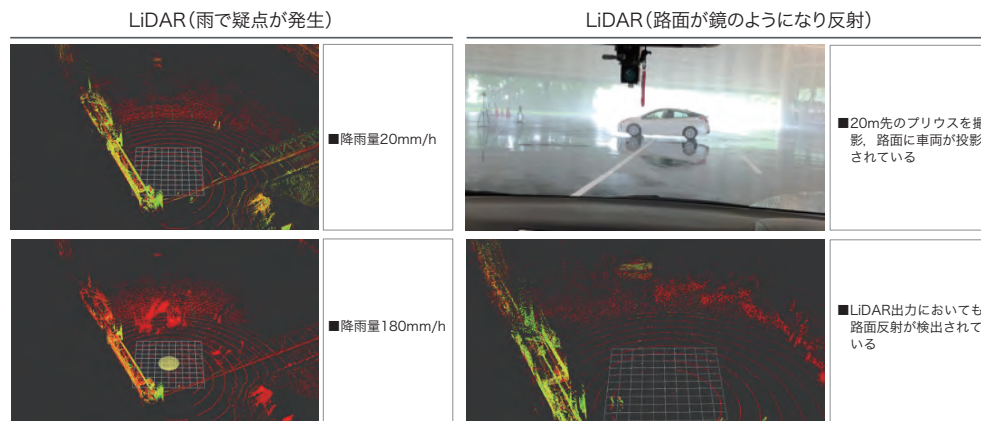 LiDAR(雨で疑点が発生)
■降雨量20mm/h
■降雨量180mm/h
LiDAR(路面が鏡のようになり反射)
■20m先のプリウスを撮
影,路面に車両が投影
されている
■LiDAR出力においても
路面反射が検出されて
いる